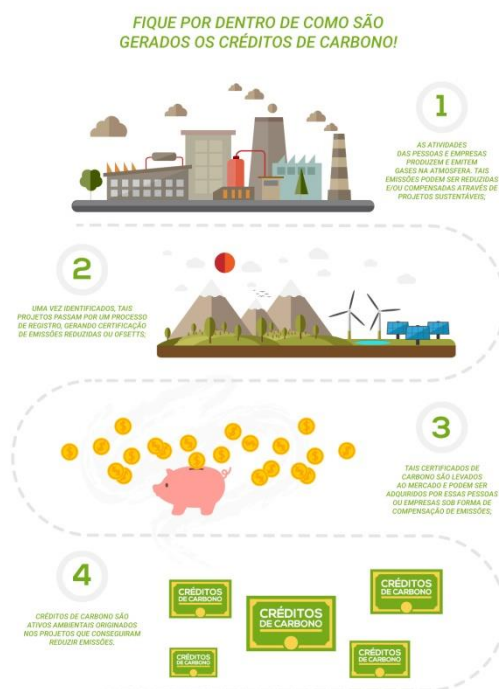 FIQUE POR DENTRO DE COMO SÃO
GERADOS OS CRÉDITOS DE CARBONO!
1
AS ATIVIDADES
DAS PESSOAS E EMPRESAS
PRODUZEM E EMITEM
GASES NA ATMOSFERA. TAIS
EMISSÕES PODEM SER REDUZIDAS
E/OU COMPENSADAS ATRAVÉS DE
PROJETOS SUSTENTÁVEIS;
2
UMA VEZ IDENTIFICADOS, TAIS
PROJETOS PASSAM POR UM PROCESSO
DE REGISTRO, GERANDO CERTIFICAÇÃO
DE EMISSÕES REDUZIDAS OU OFSETTS;
3
TAIS CERTIFICADOS DE
CARBONO SÃO LEVADOS
AO MERCADO E PODEM SER
ADQUIRIDOS POR ESSAS PESSOAS
OU EMPRESAS SOB FORMA DE
COMPENSAÇÃO DE EMISSÕES;
4
CRÉDITOS DE CARBONO SÃO
ATIVOS AMBIENTAIS ORIGINADOS
NOS PROJETOS QUE CONSEGUIRAM
REDUZIR EMISSÕES.
CRÉDITOS
DE CARBONO
CRÉDITOS
DE CARBONO
CRÉDITOS
DE CARBONO
CRÉDITOS
DE CARBONO
CRÉDITOS
DE CARBONO